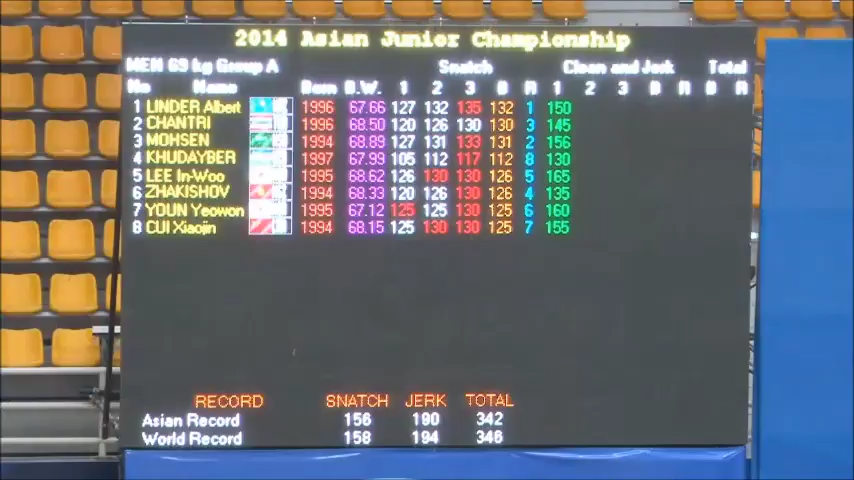 2014 Asian Junior Championship
MEN 69 kg Group A Snatch Clean and Jerk Total
No Name Born B.W. 1 2 3 B R 1 2 3 B R B R
1 LINDER Albert 1996 67.66 127 132 135 132 1 150
2 CHANTRI 1996 68.50 120 126 130 130 3 145
3 MOHSEN 1994 68.89 127 131 133 131 2 156
4 KHUDAYBER 1997 67.99 105 112 117 112 8 130
5 LEE In-Woo 1995 68.62 126 130 130 126 5 165
6 ZHAKISHOV 1994 68.33 120 126 130 126 4 135
7 YOUN Yeowon 1995 67.12 125 125 130 125 6 160
8 CUI Xiaojin 1994 68.15 125 130 130 125 7 155
RECORD SNATCH JERK TOTAL
Asian Record 156 190 342
World Record 158 194 346